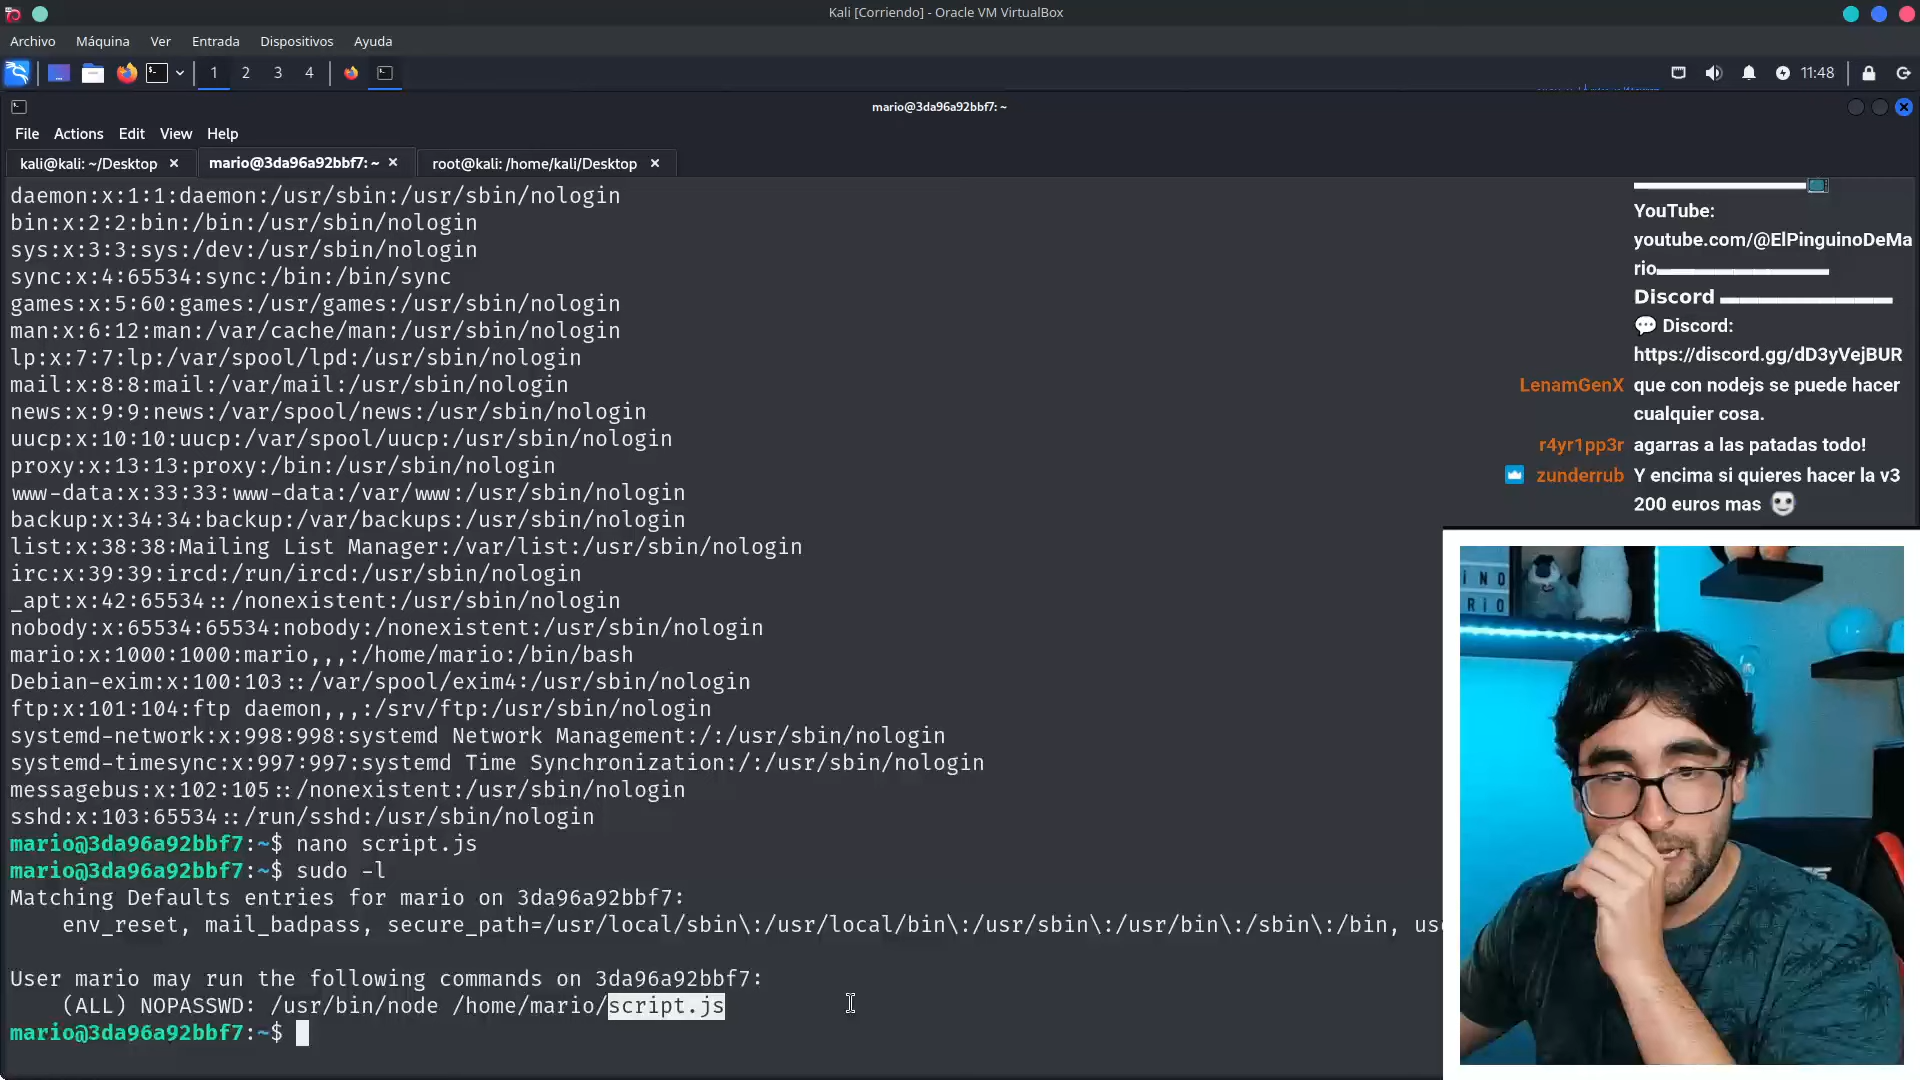 Kali [Corriendo] - Oracle VM VirtualBox
Archivo Máquina Ver Entrada Dispositivos Ayuda
1 2 3 4 11:48
mario@3da96a92bbf7: ~
File Actions Edit View Help
kali@kali: ~/Desktop mario@3da96a92bbf7: ~ root@kali: /home/kali/Desktop
daemon:x:1:1:daemon:/usr/sbin:/usr/sbin/nologin
bin:x:2:2:bin:/bin:/usr/sbin/nologin
sys:x:3:3:sys:/dev:/usr/sbin/nologin
sync:x:4:65534:sync:/bin:/bin/sync
games:x:5:60:games:/usr/games:/usr/sbin/nologin
man:x:6:12:man:/var/cache/man:/usr/sbin/nologin
lp:x:7:7:lp:/var/spool/lpd:/usr/sbin/nologin
mail:x:8:8:mail:/var/mail:/usr/sbin/nologin
news:x:9:9:news:/var/spool/news:/usr/sbin/nologin
uucp:x:10:10:uucp:/var/spool/uucp:/usr/sbin/nologin
proxy:x:13:13:proxy:/bin:/usr/sbin/nologin
www-data:x:33:33:www-data:/var/www:/usr/sbin/nologin
backup:x:34:34:backup:/var/backups:/usr/sbin/nologin
list:x:38:38:Mailing List Manager:/var/list:/usr/sbin/nologin
irc:x:39:39:ircd:/run/ircd:/usr/sbin/nologin
_apt:x:42:65534::/nonexistent:/usr/sbin/nologin
nobody:x:65534:65534:nobody:/nonexistent:/usr/sbin/nologin
mario:x:1000:1000:mario,,,:/home/mario:/bin/bash
Debian-exim:x:100:103::/var/spool/exim4:/usr/sbin/nologin
ftp:x:101:104:ftp daemon,,,:/srv/ftp:/usr/sbin/nologin
systemd-network:x:998:998:systemd Network Management:/:/usr/sbin/nologin
systemd-timesync:x:997:997:systemd Time Synchronization:/:/usr/sbin/nologin
messagebus:x:102:105::/nonexistent:/usr/sbin/nologin
sshd:x:103:65534::/run/sshd:/usr/sbin/nologin
mario@3da96a92bbf7:~$ nano script.js
mario@3da96a92bbf7:~$ sudo -l
Matching Defaults entries for mario on 3da96a92bbf7:
env_reset, mail_badpass, secure_path=/usr/local/sbin\:/usr/local/bin\:/usr/sbin\:/usr/bin\:/sbin\:/bin, us
User mario may run the following commands on 3da96a92bbf7:
(ALL) NOPASSWD: /usr/bin/node /home/mario/script.js
mario@3da96a92bbf7:~$
YouTube:
youtube.com/@ElPinguinoDeMa
rio
Discord
💬 Discord:
https://discord.gg/dD3yVejBUR
LenamGenX que con nodejs se puede hacer
cualquier cosa.
r4yr1pp3r agarras a las patadas todo!
zunderrub Y encima si quieres hacer la v3
200 euros mas
INO
RIO